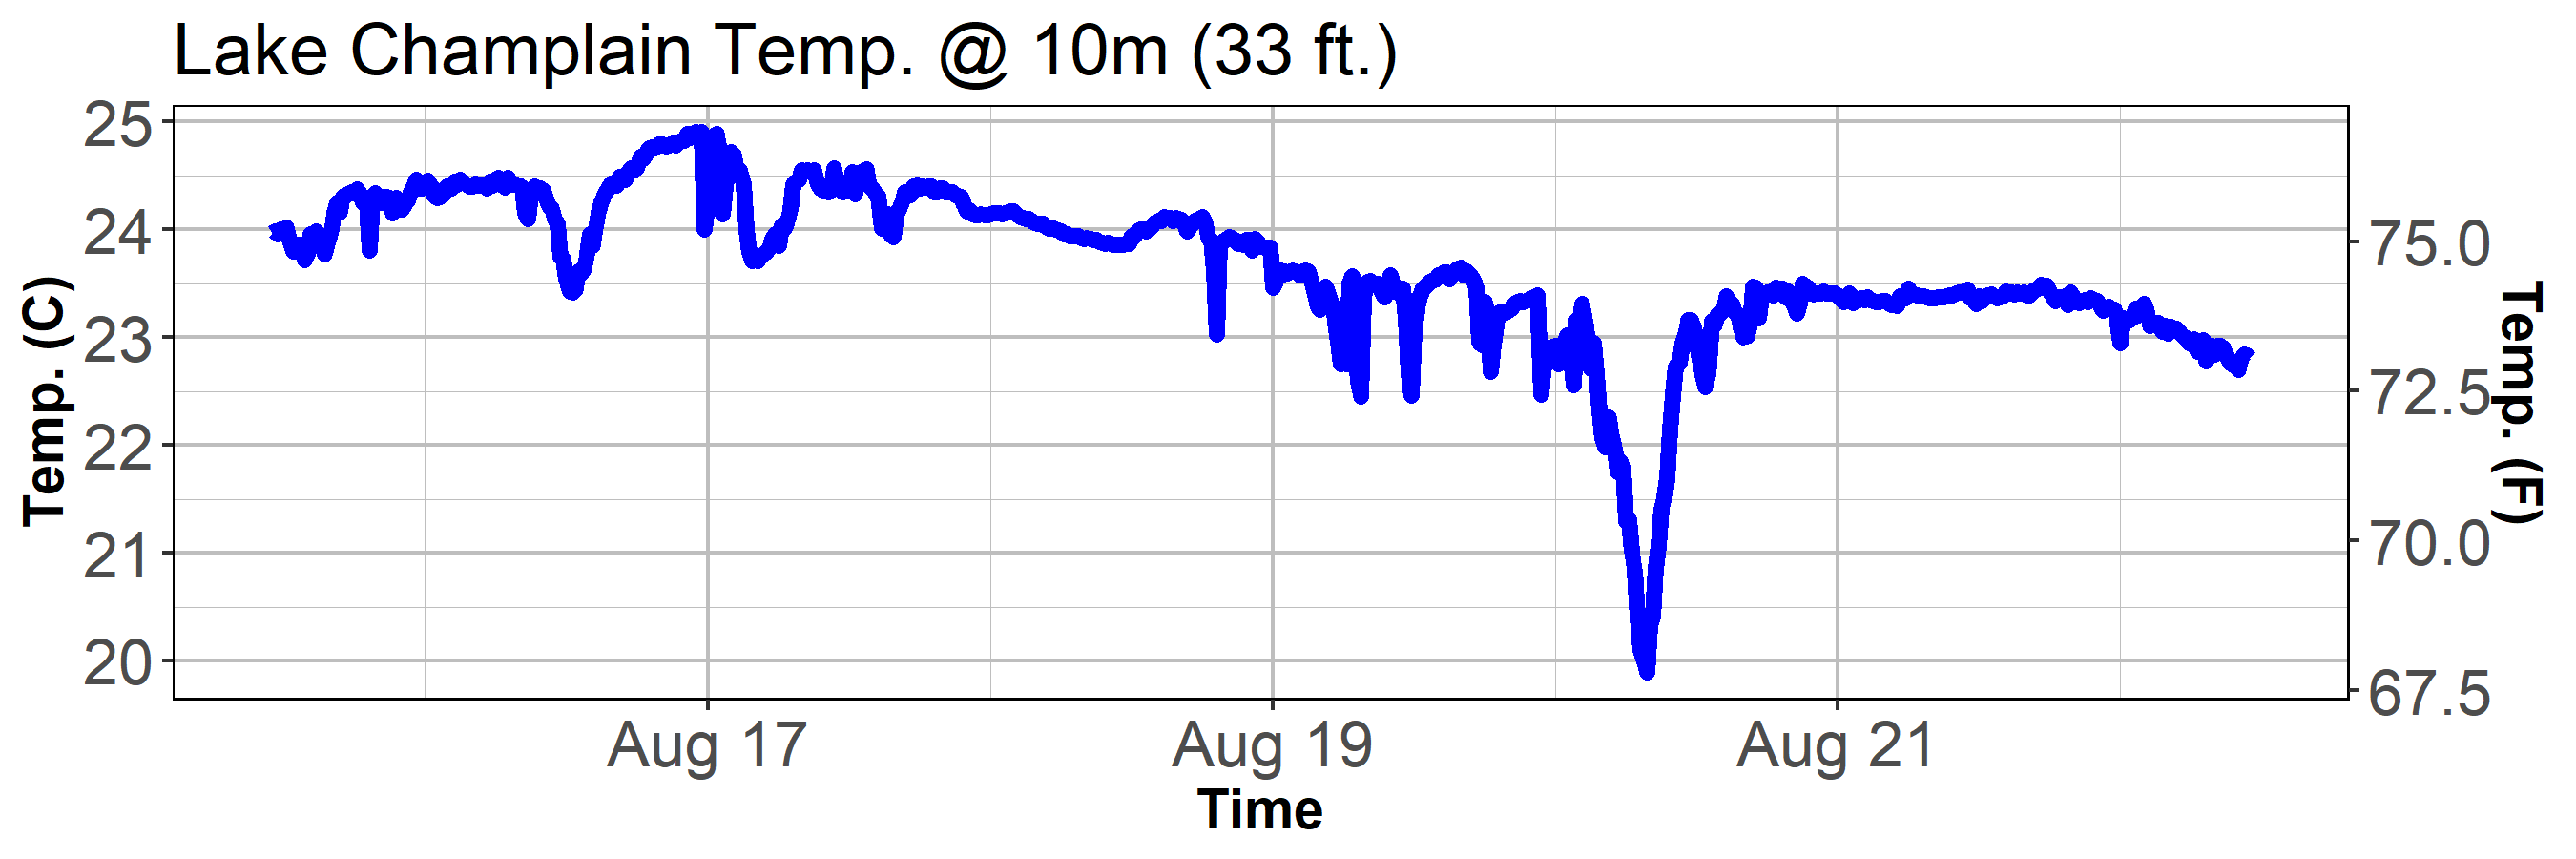 Lake Champlain Temp. @ 10m (33 ft.)
25
24
23
22
21
20
Temp. (C)
75.0
72.5
70.0
67.5
Temp. (F)
Aug 17
Aug 19
Aug 21
Time